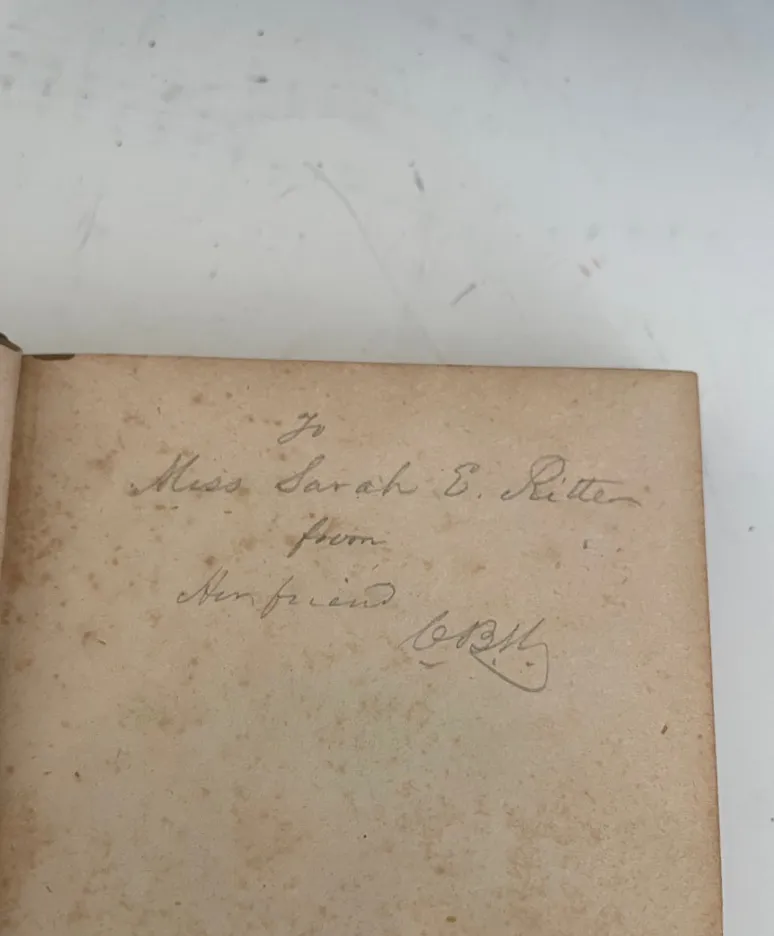 To
Miss Sarah E. Ritter
from
Her friend
C.B.H.